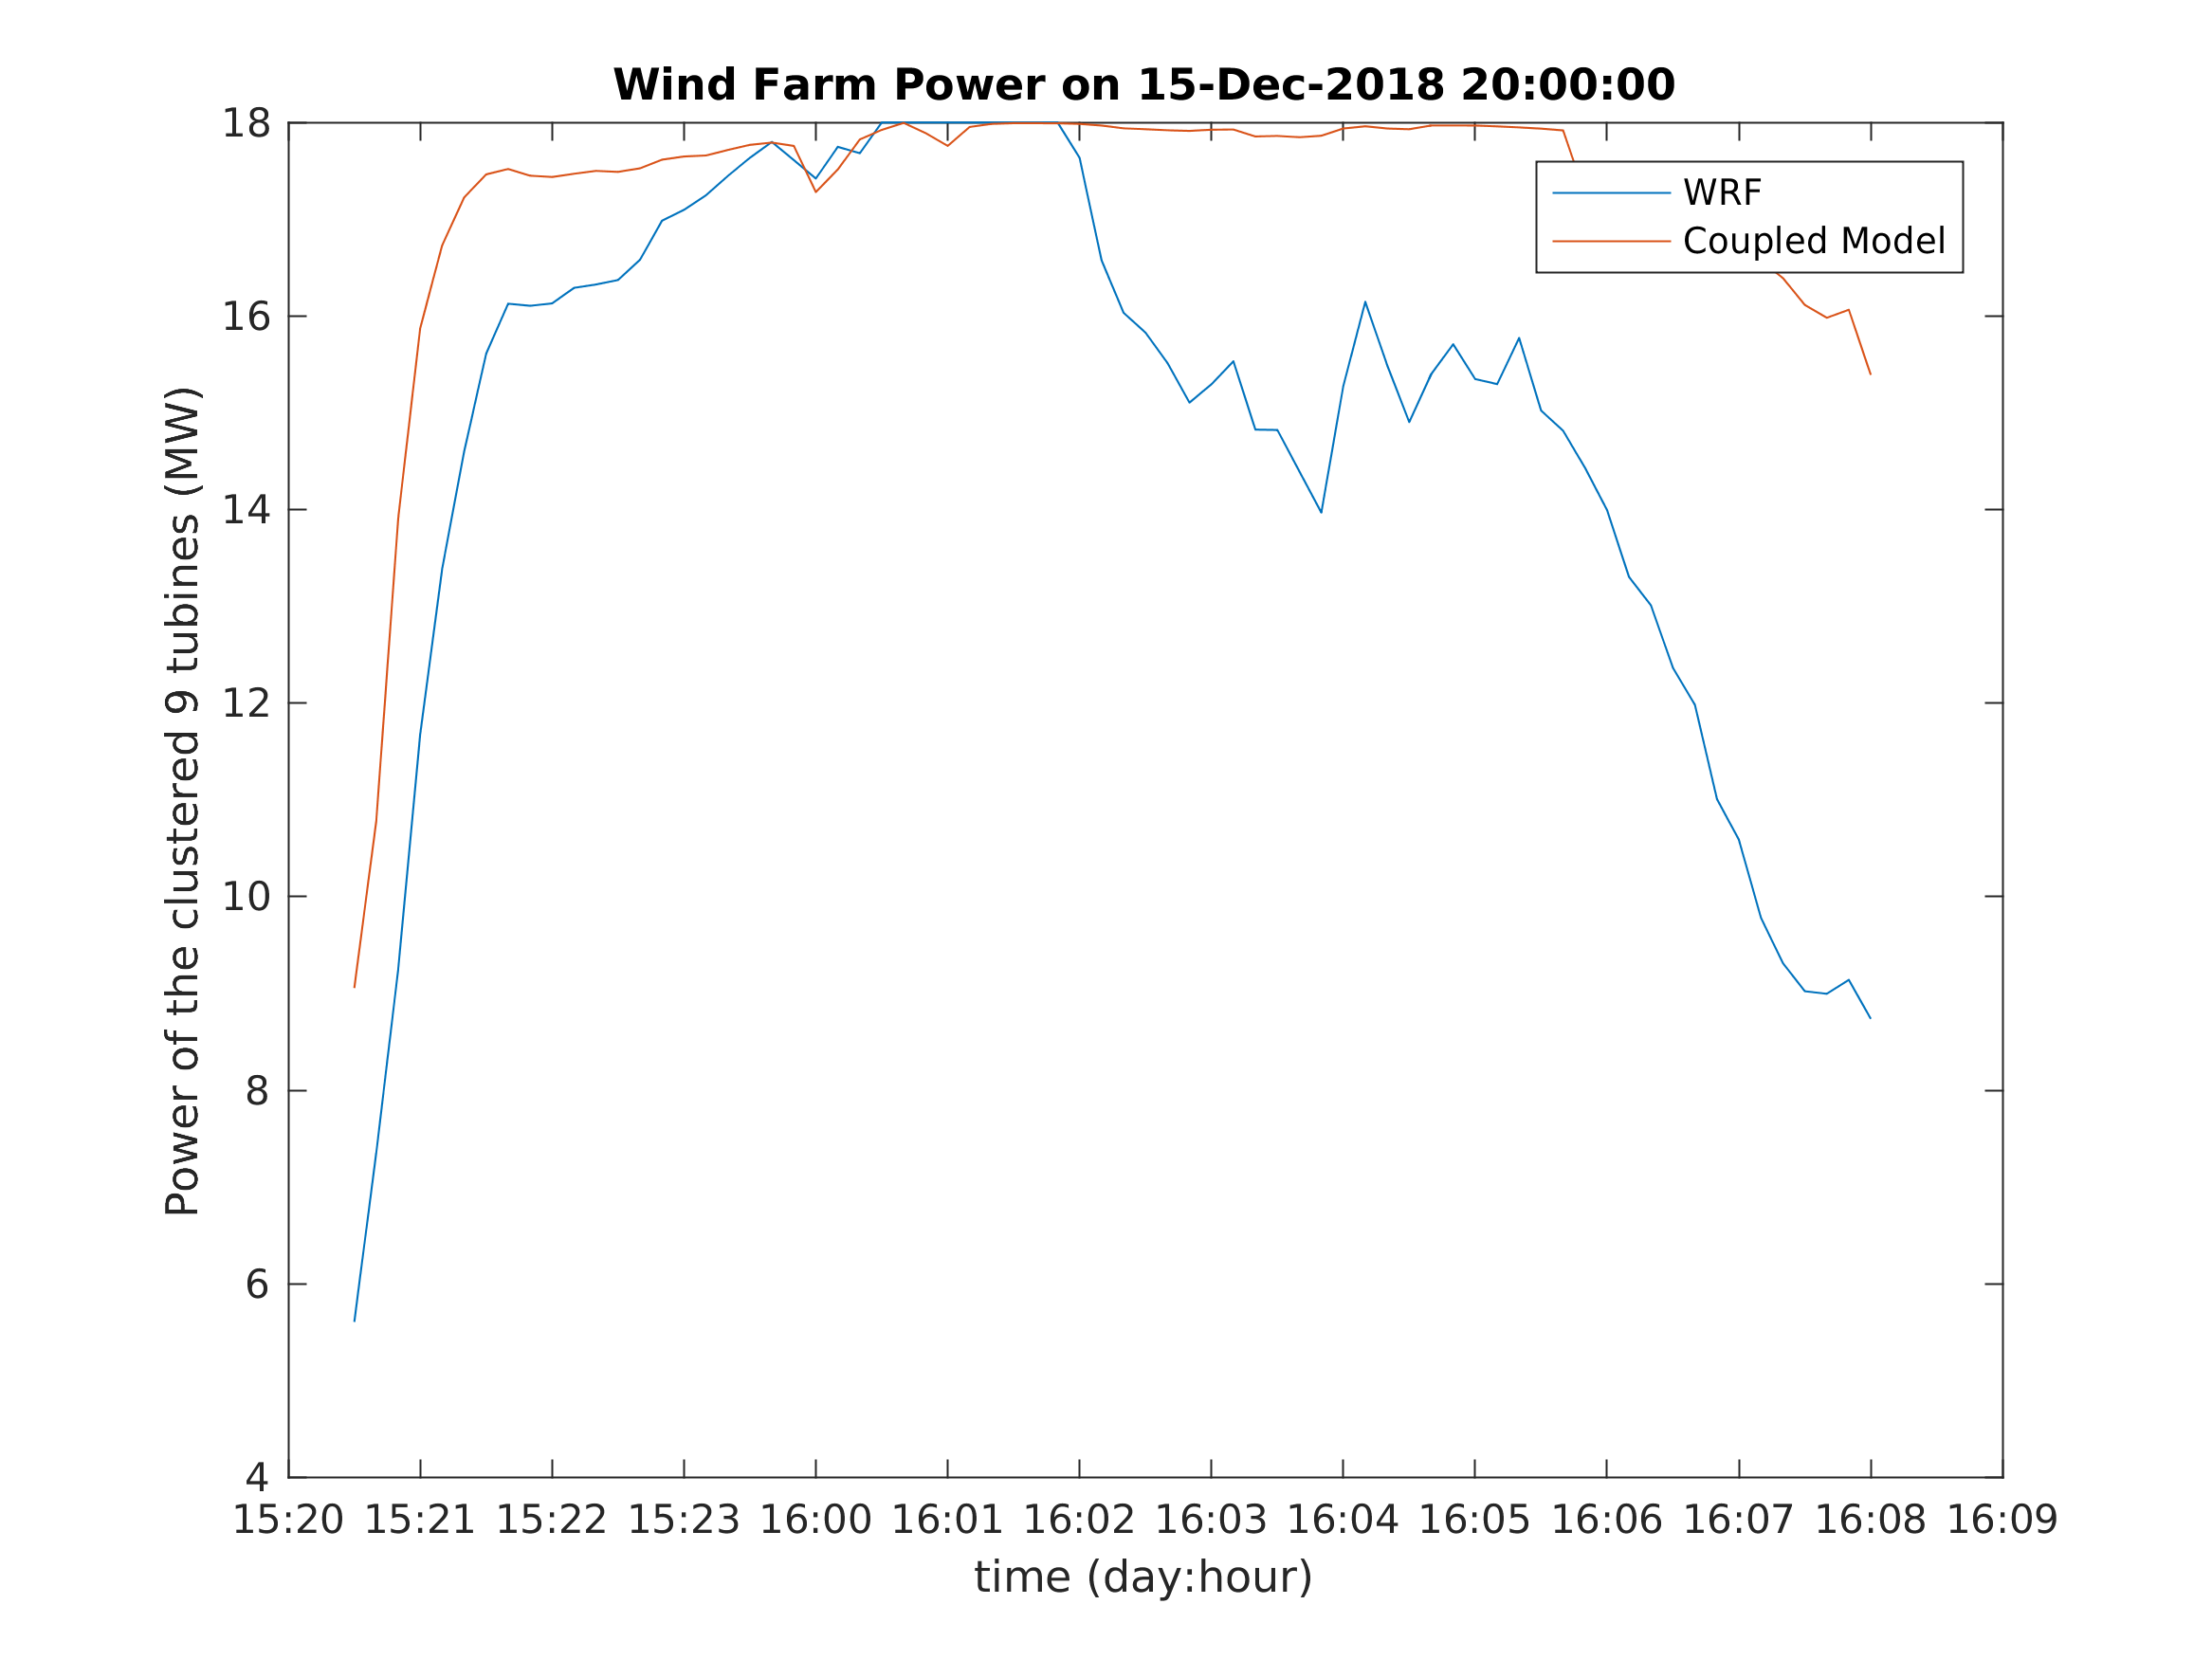 Wind Farm Power on 15-Dec-2018 20:00:00
Power of the clustered 9 tubines (MW)
18
16
14
12
10
8
6
4
WRF
Coupled Model
15:20 15:21 15:22 15:23 16:00 16:01 16:02 16:03 16:04 16:05 16:06 16:07 16:08 16:09
time (day:hour)